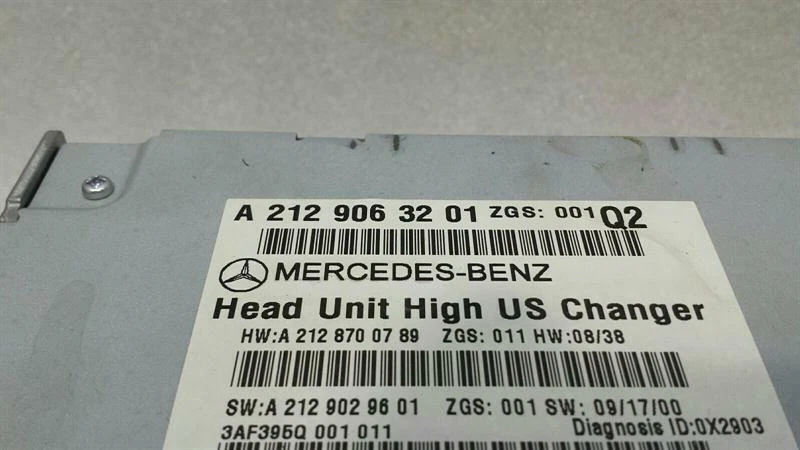 A 212 906 32 01 ZGS: 001 Q2
MERCEDES-BENZ
Head Unit High US Changer
HW:A 212 870 07 89 ZGS: 011 HW:08/38
SW:A 212 902 96 01 ZGS: 001 SW: 09/17/00
3AF395Q 001 011 Diagnosis ID:0X2903